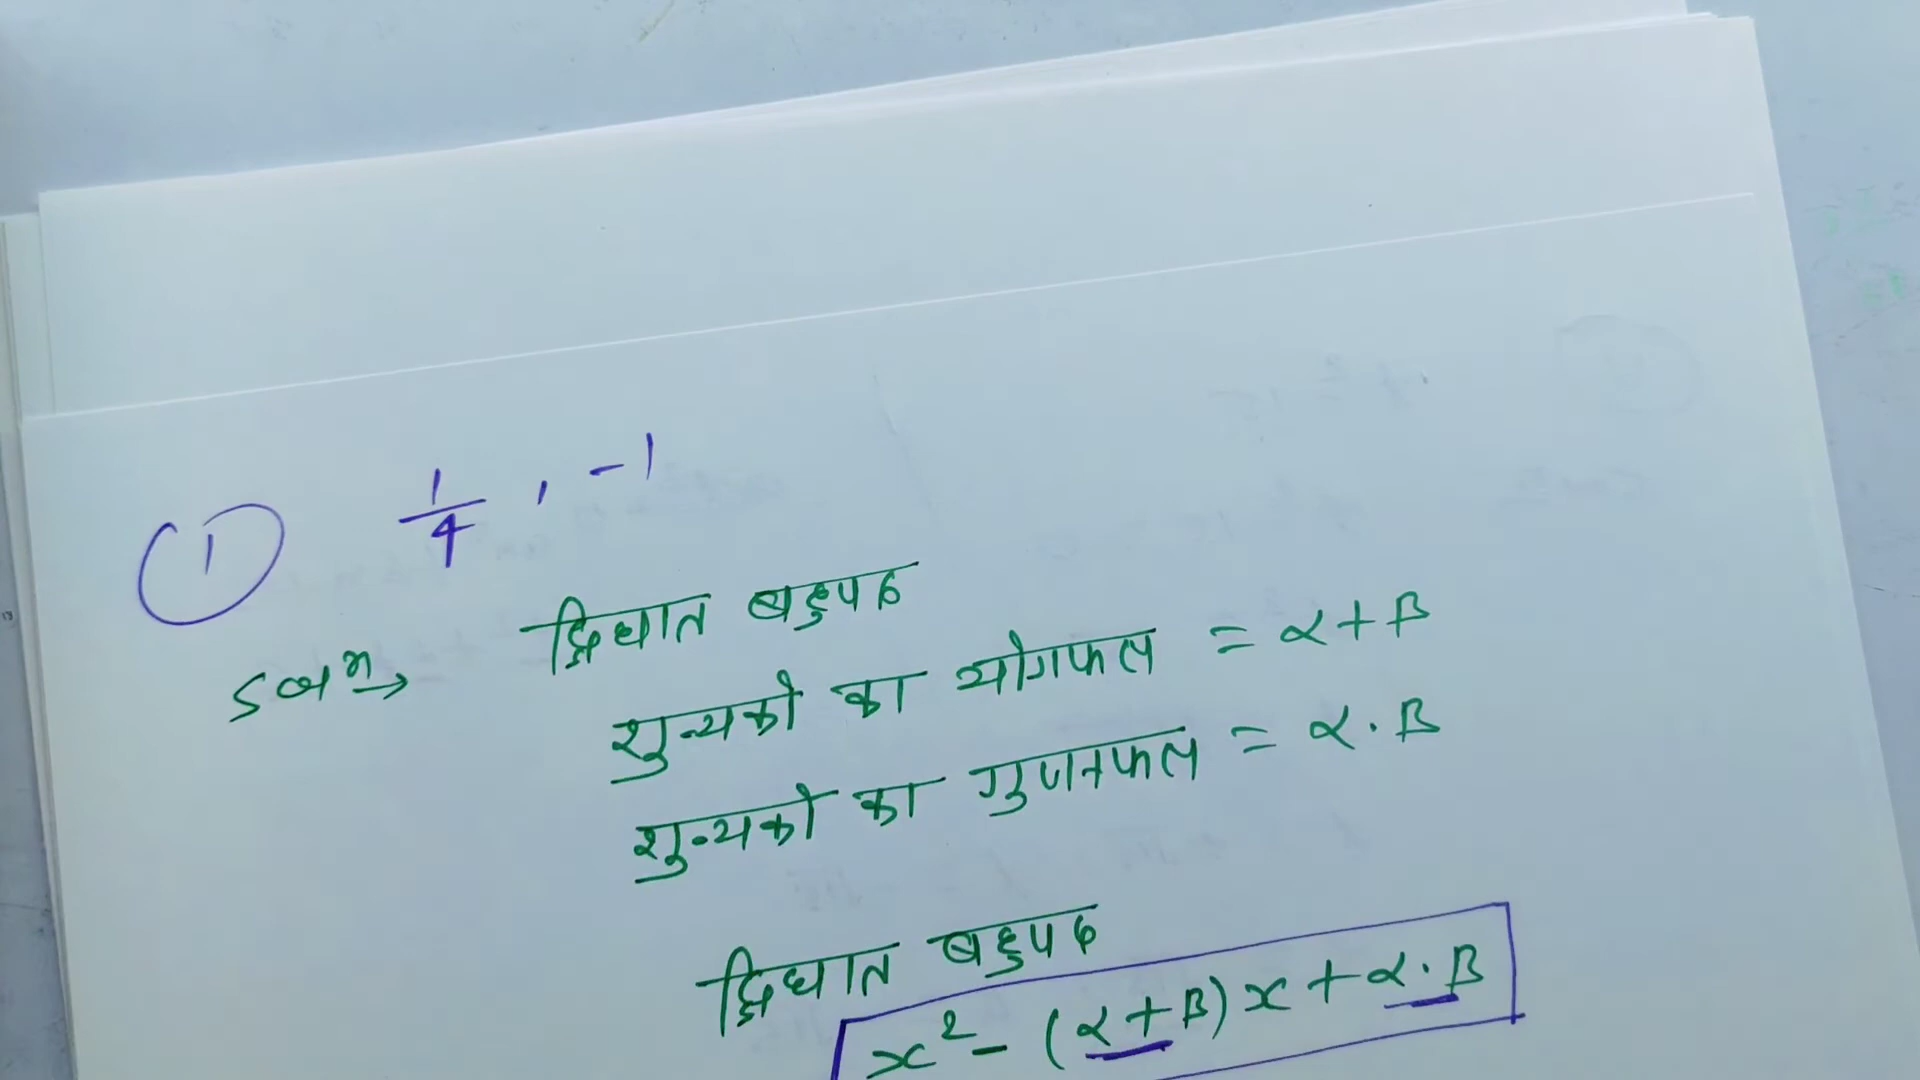 ① 1/4 , -1
Solⁿ→ द्विघात बहुपद
शुन्यको का योगफल = α+β
शुन्यको का गुणनफल = α.β
द्विघात बहुपद
x² - (α+β)x + α.β